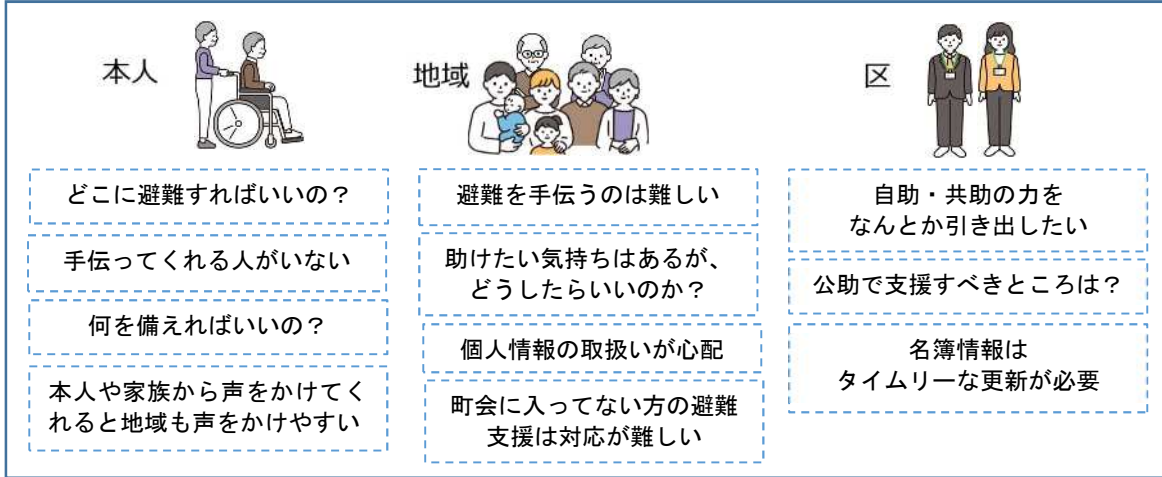 本人
どこに避難すればいいの？
手伝ってくれる人がいない
何を備えればいいの？
本人や家族から声をかけてく
れると地域も声をかけやすい
地域
避難を手伝うのは難しい
助けたい気持ちはあるが、
どうしたらいいのか？
個人情報の取扱いが心配
町会に入ってない方の避難
支援は対応が難しい
区
自助・共助の力を
なんとか引き出したい
公助で支援すべきところは？
名簿情報は
タイムリーな更新が必要